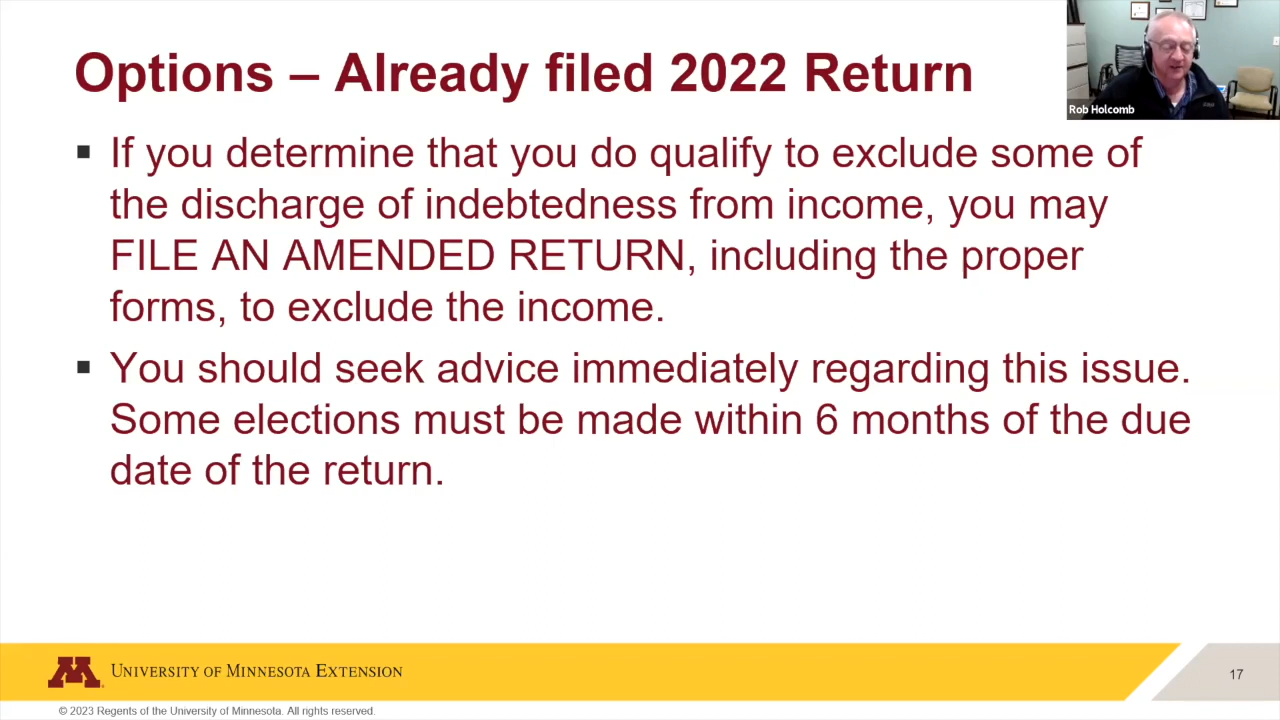 Options – Already filed 2022 Return
Rob Holcomb
▪ If you determine that you do qualify to exclude some of
the discharge of indebtedness from income, you may
FILE AN AMENDED RETURN, including the proper
forms, to exclude the income.
▪ You should seek advice immediately regarding this issue.
Some elections must be made within 6 months of the due
date of the return.
M University of Minnesota Extension
17
© 2023 Regents of the University of Minnesota. All rights reserved.